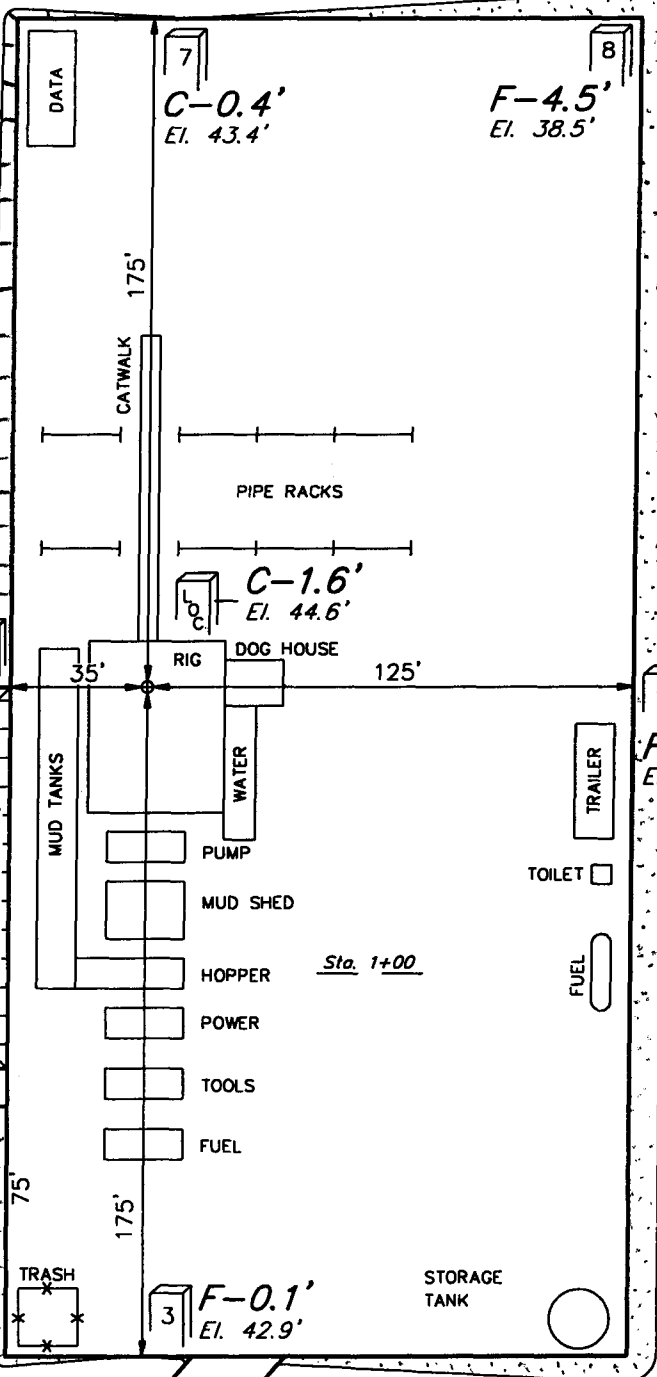 7
8
DATA
C-0.4'
El. 43.4'
F-4.5'
El. 38.5'
175'
CATWALK
PIPE RACKS
LOC.
C-1.6'
El. 44.6'
RIG
DOG HOUSE
35'
125'
MUD TANKS
WATER
TRAILER
PUMP
TOILET
MUD SHED
Sta. 1+00
HOPPER
FUEL
POWER
TOOLS
FUEL
75'
175'
TRASH
3
F-0.1'
El. 42.9'
STORAGE
TANK